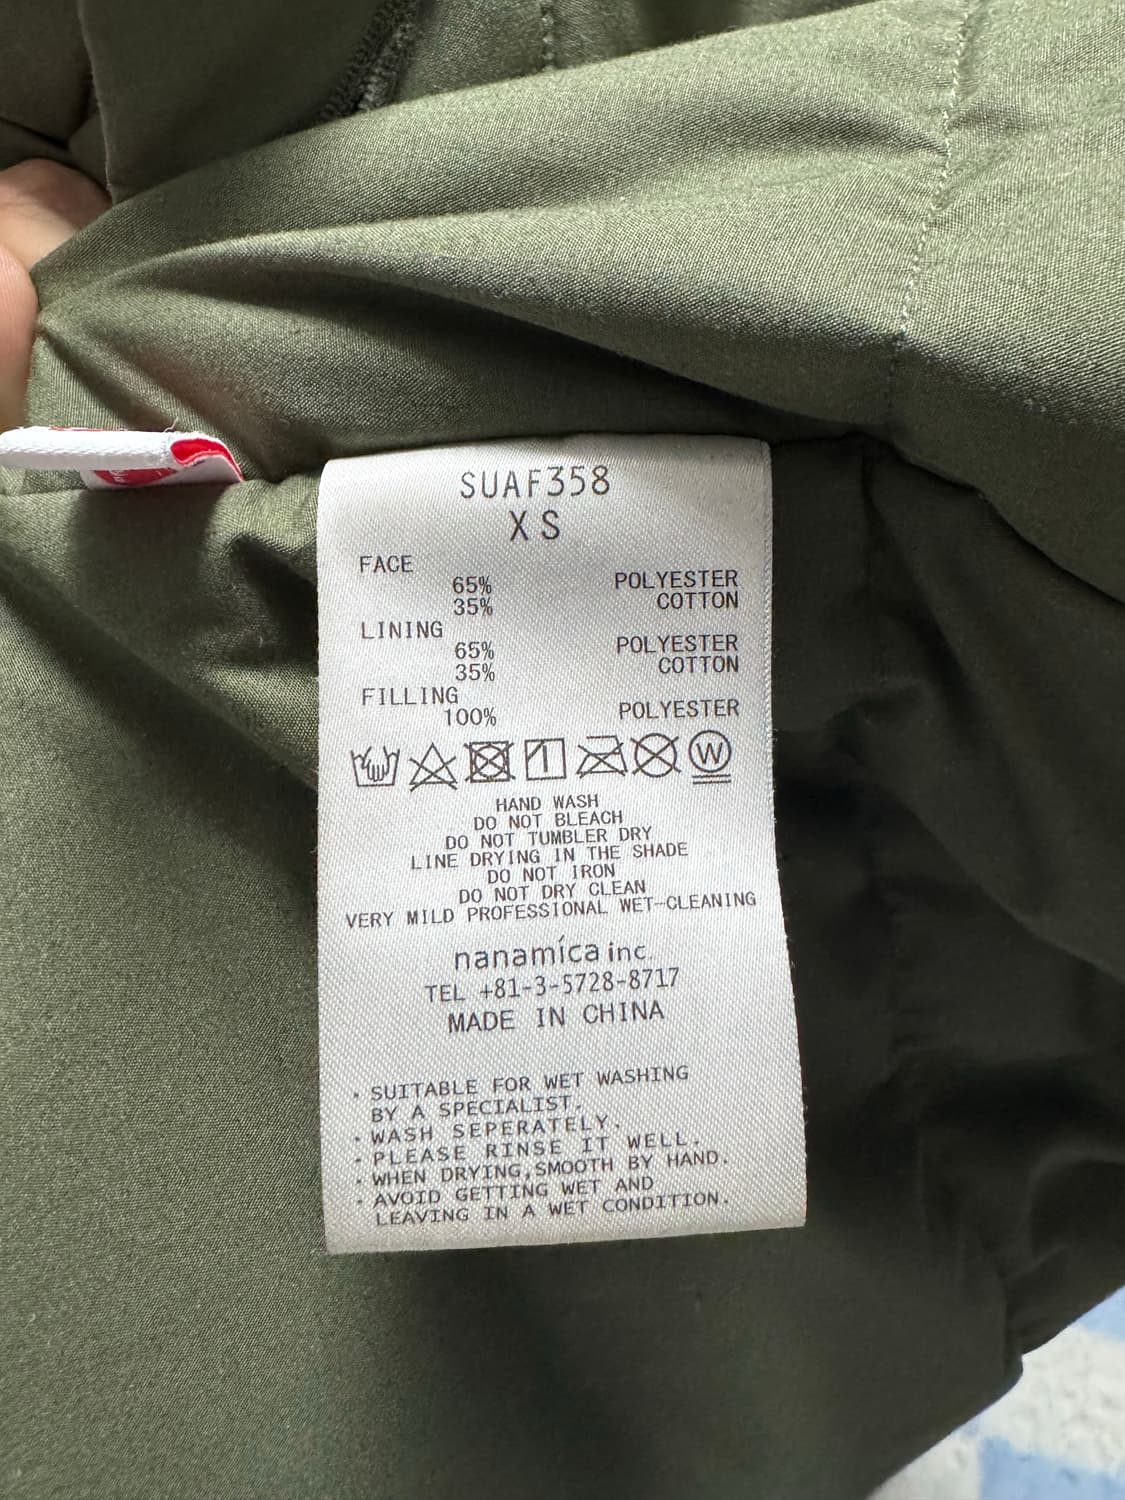 SUAF358
XS
FACE
65% POLYESTER
35% COTTON
LINING
65% POLYESTER
35% COTTON
FILLING
100% POLYESTER
W
HAND WASH
DO NOT BLEACH
DO NOT TUMBLER DRY
LINE DRYING IN THE SHADE
DO NOT IRON
DO NOT DRY CLEAN
VERY MILD PROFESSIONAL WET-CLEANING
nanamíca inc.
TEL +81-3-5728-8717
MADE IN CHINA
· SUITABLE FOR WET WASHING
BY A SPECIALIST.
· WASH SEPERATELY.
· PLEASE RINSE IT WELL.
· WHEN DRYING,SMOOTH BY HAND.
· AVOID GETTING WET AND
LEAVING IN A WET CONDITION.